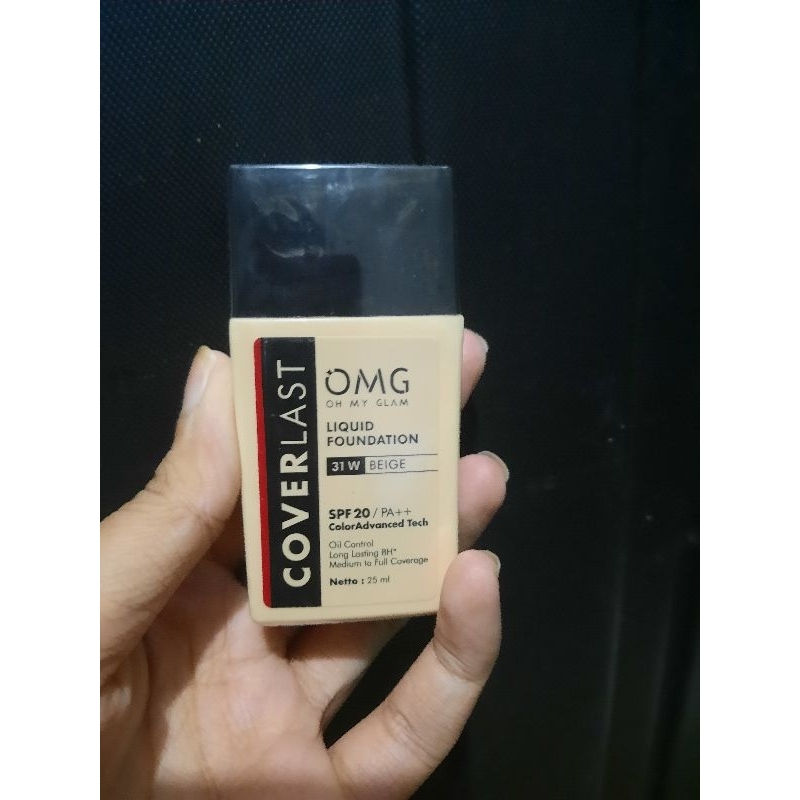 COVERLAST
OMG
OH MY GLAM
LIQUID
FOUNDATION
31 W BEIGE
SPF 20 / PA++
ColorAdvanced Tech
Oil Control
Long Lasting 8H*
Medium to Full Coverage
Netto : 25 ml